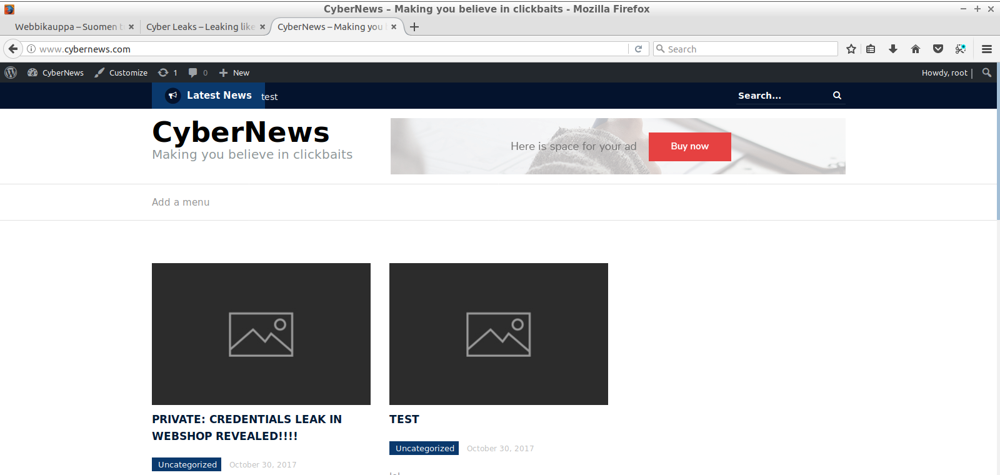 CyberNews – Making you believe in clickbaits - Mozilla Firefox
Webbikauppa – Suomen
Cyber Leaks – Leaking like
CyberNews – Making you
www.cybernews.com
Search
CyberNews Customize 1 0 New
Howdy, root
Latest News test
Search...
CyberNews
Making you believe in clickbaits
Here is space for your ad Buy now
Add a menu
PRIVATE: CREDENTIALS LEAK IN
WEBSHOP REVEALED!!!!
Uncategorized October 30, 2017
TEST
Uncategorized October 30, 2017